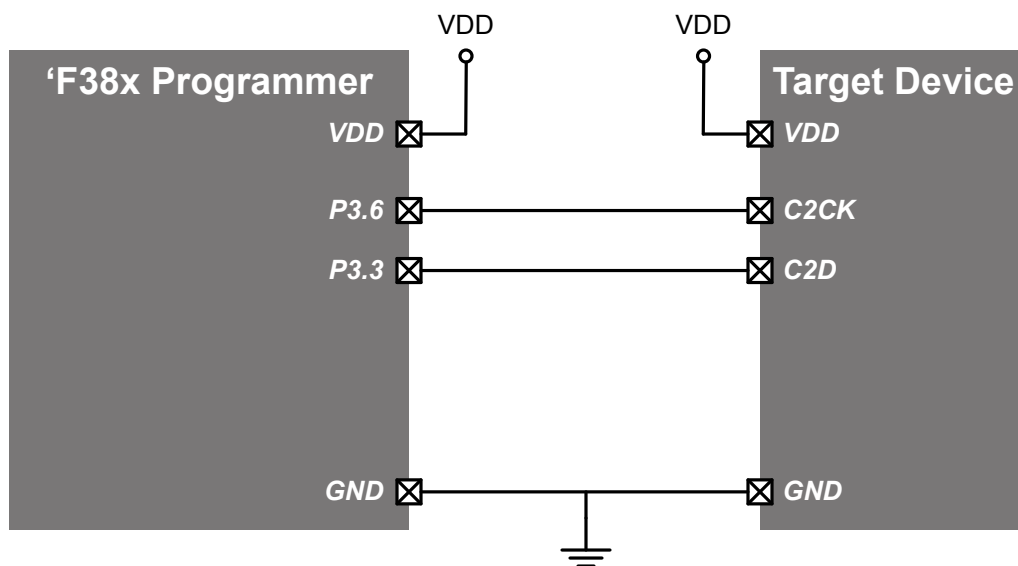 VDD
VDD
‘F38x Programmer
Target Device
VDD
VDD
P3.6
C2CK
P3.3
C2D
GND
GND